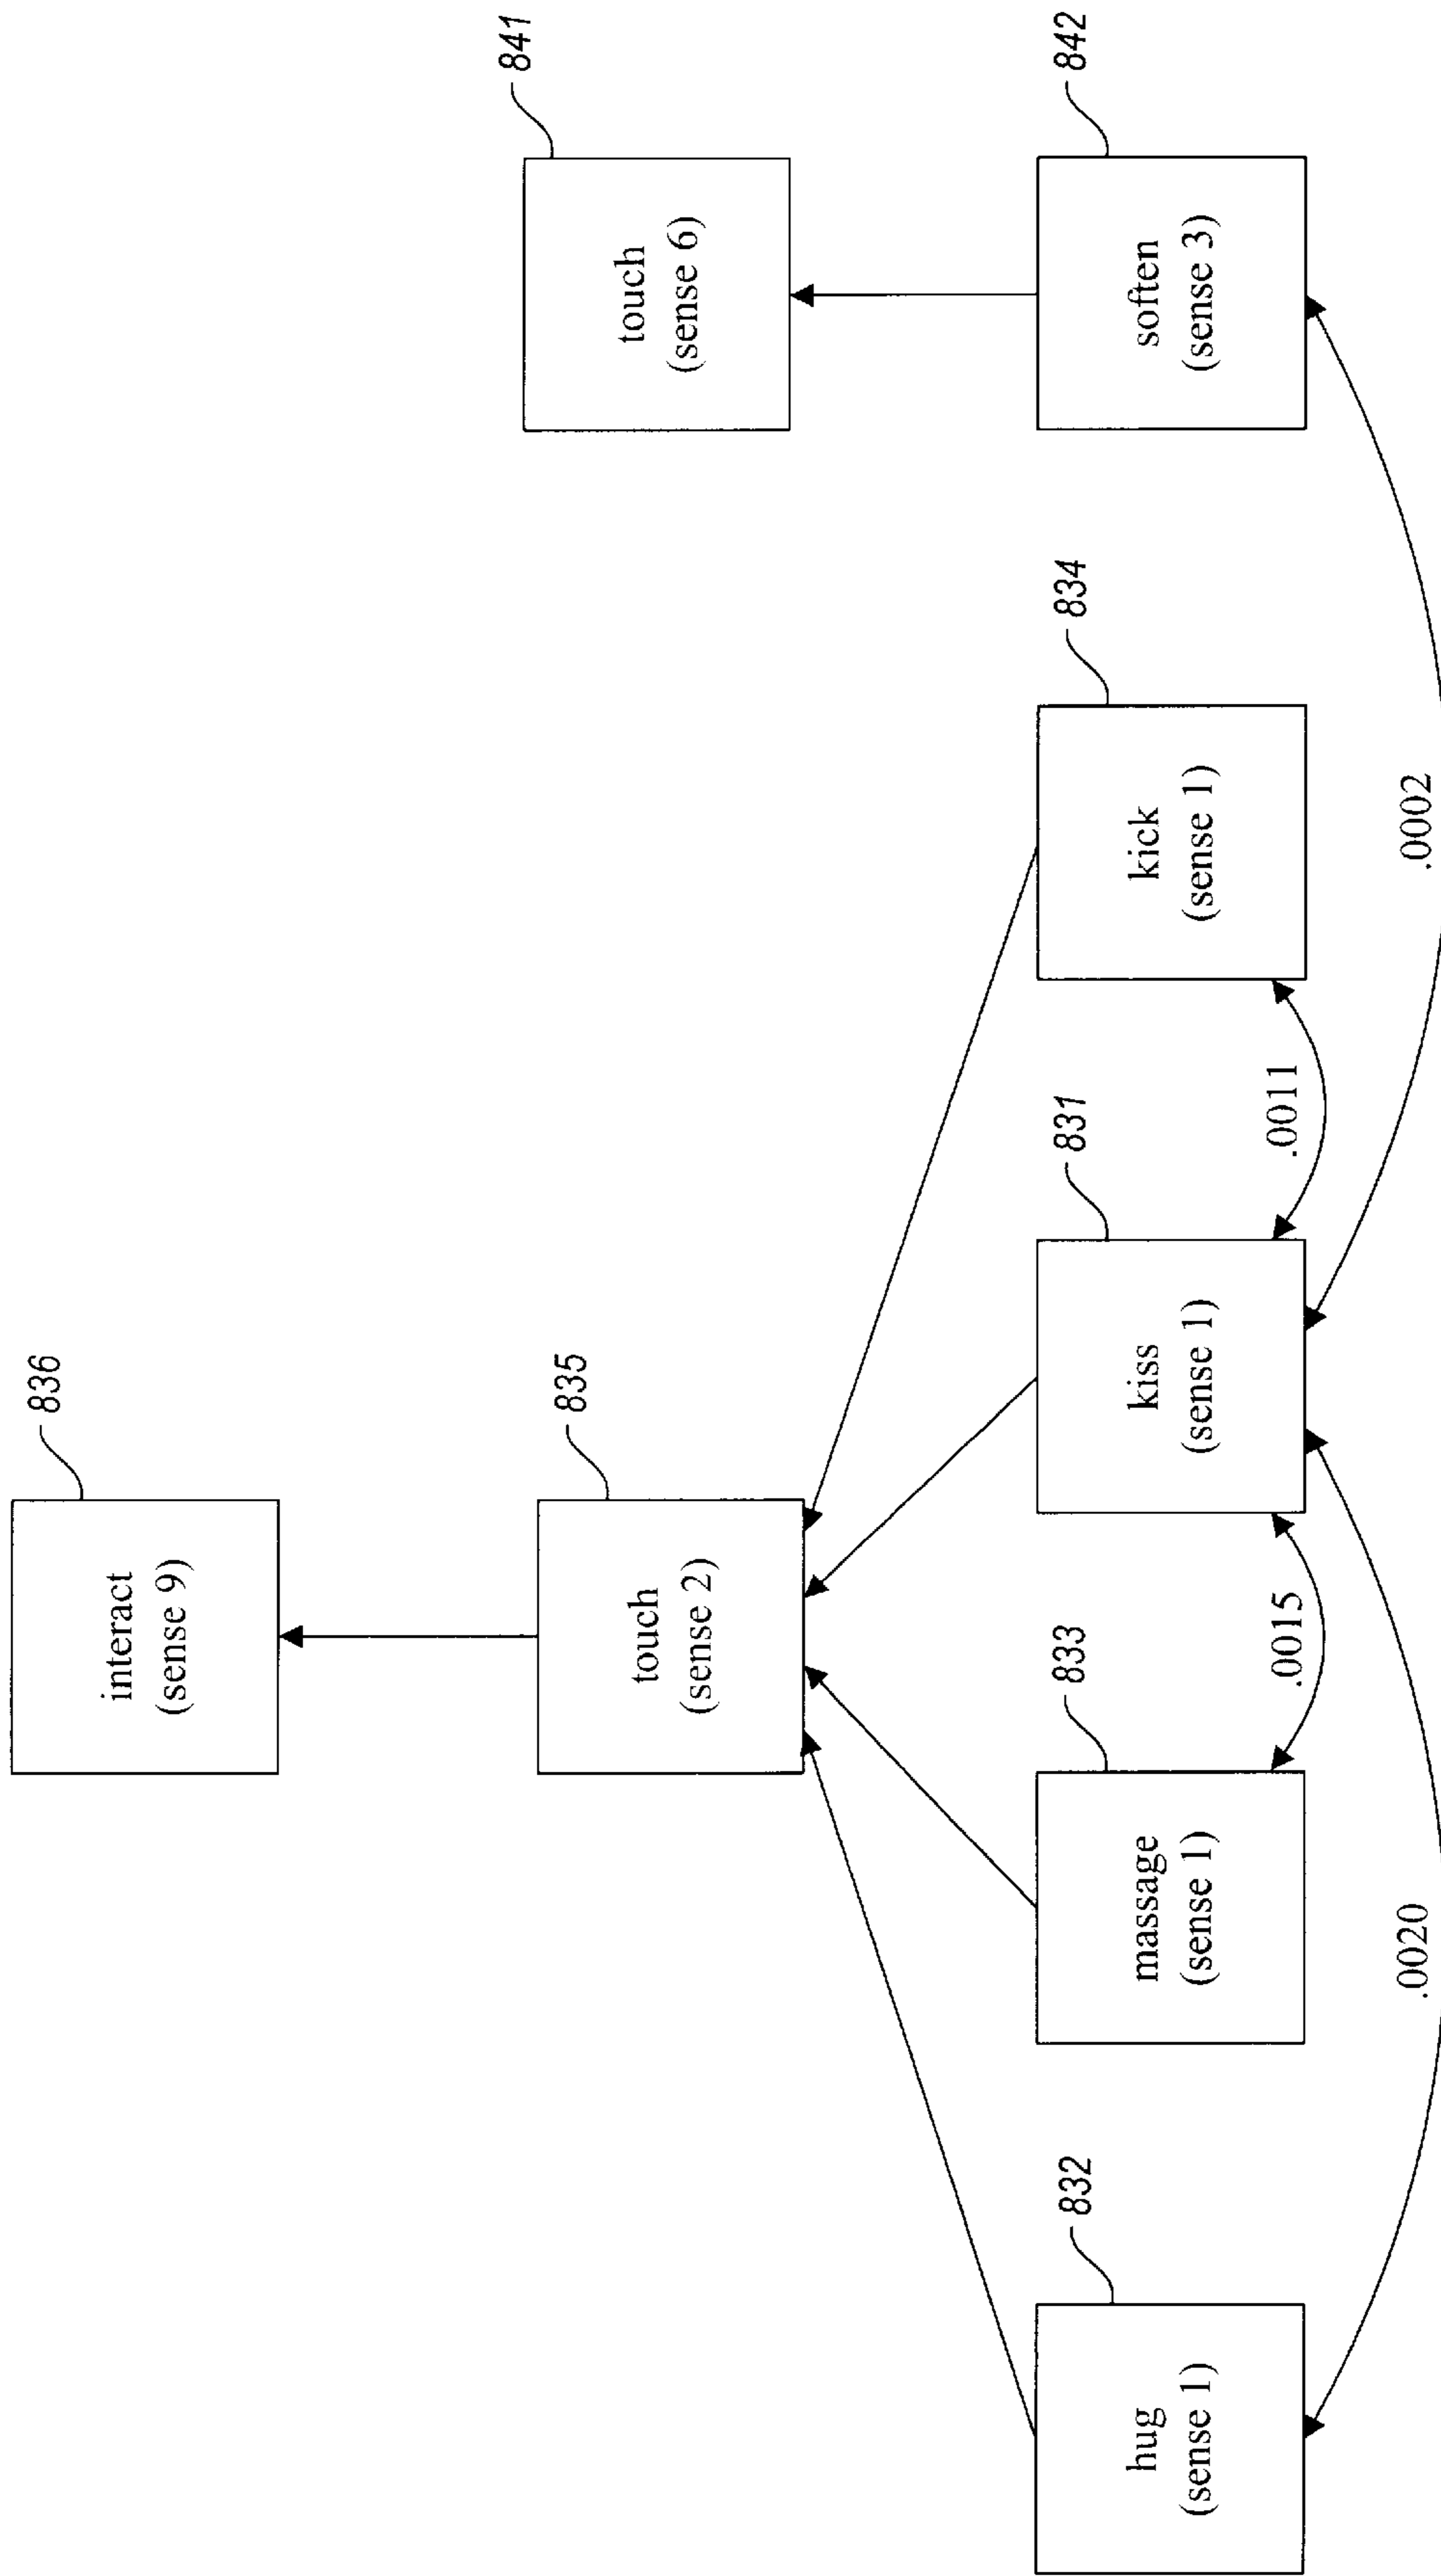 836
interact
(sense 9)
835
touch
(sense 2)
841
touch
(sense 6)
832
hug
(sense 1)
833
massage
(sense 1)
831
kiss
(sense 1)
834
kick
(sense 1)
842
soften
(sense 3)
.0015
.0011
.0020
.0002